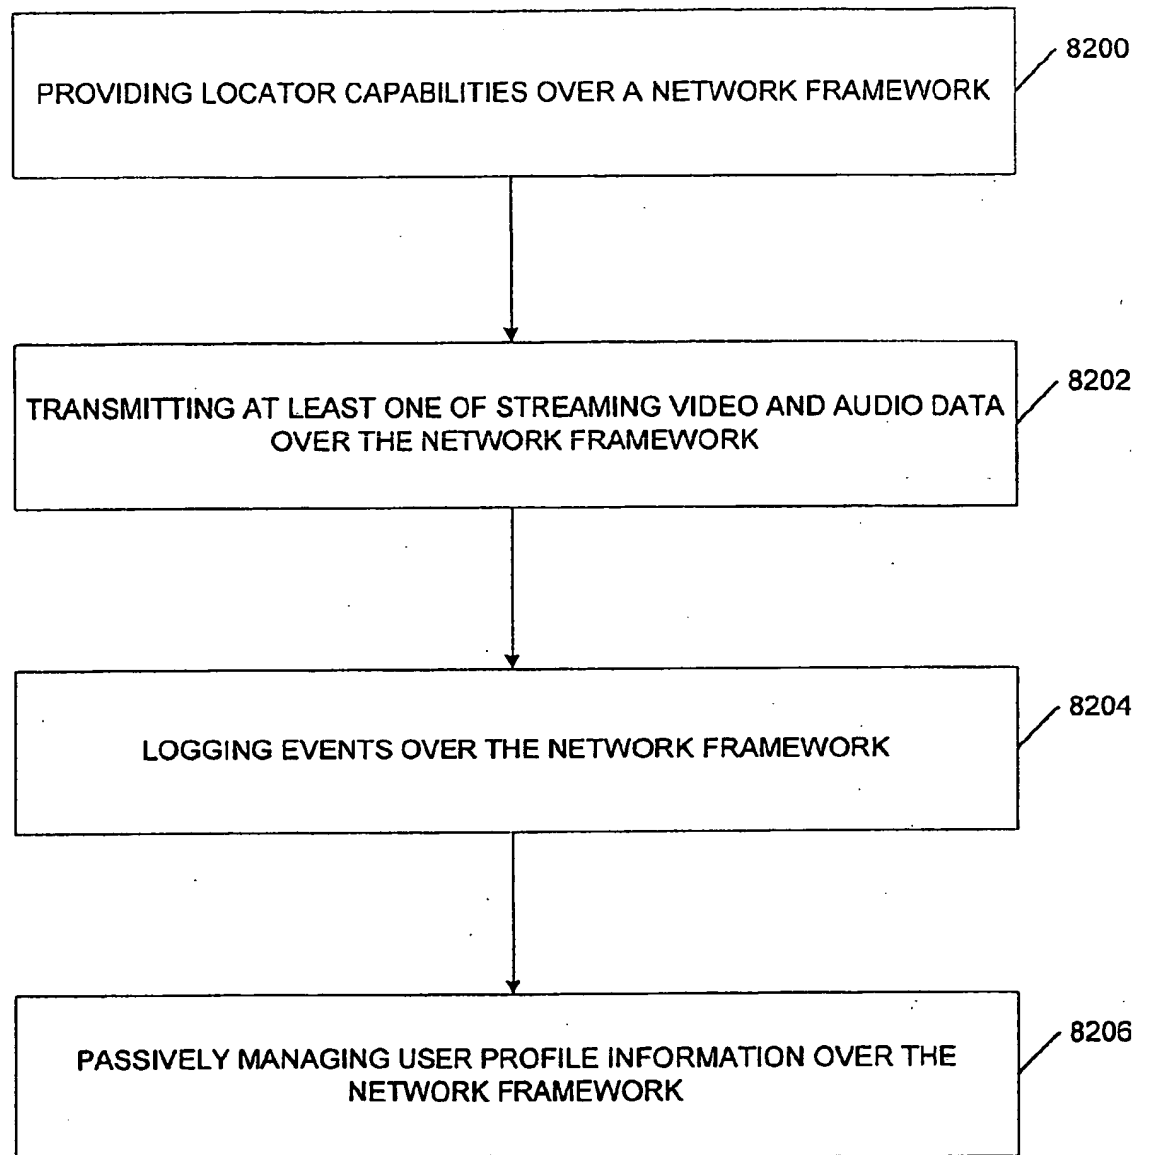 PROVIDING LOCATOR CAPABILITIES OVER A NETWORK FRAMEWORK
8200
TRANSMITTING AT LEAST ONE OF STREAMING VIDEO AND AUDIO DATA
OVER THE NETWORK FRAMEWORK
8202
LOGGING EVENTS OVER THE NETWORK FRAMEWORK
8204
PASSIVELY MANAGING USER PROFILE INFORMATION OVER THE
NETWORK FRAMEWORK
8206